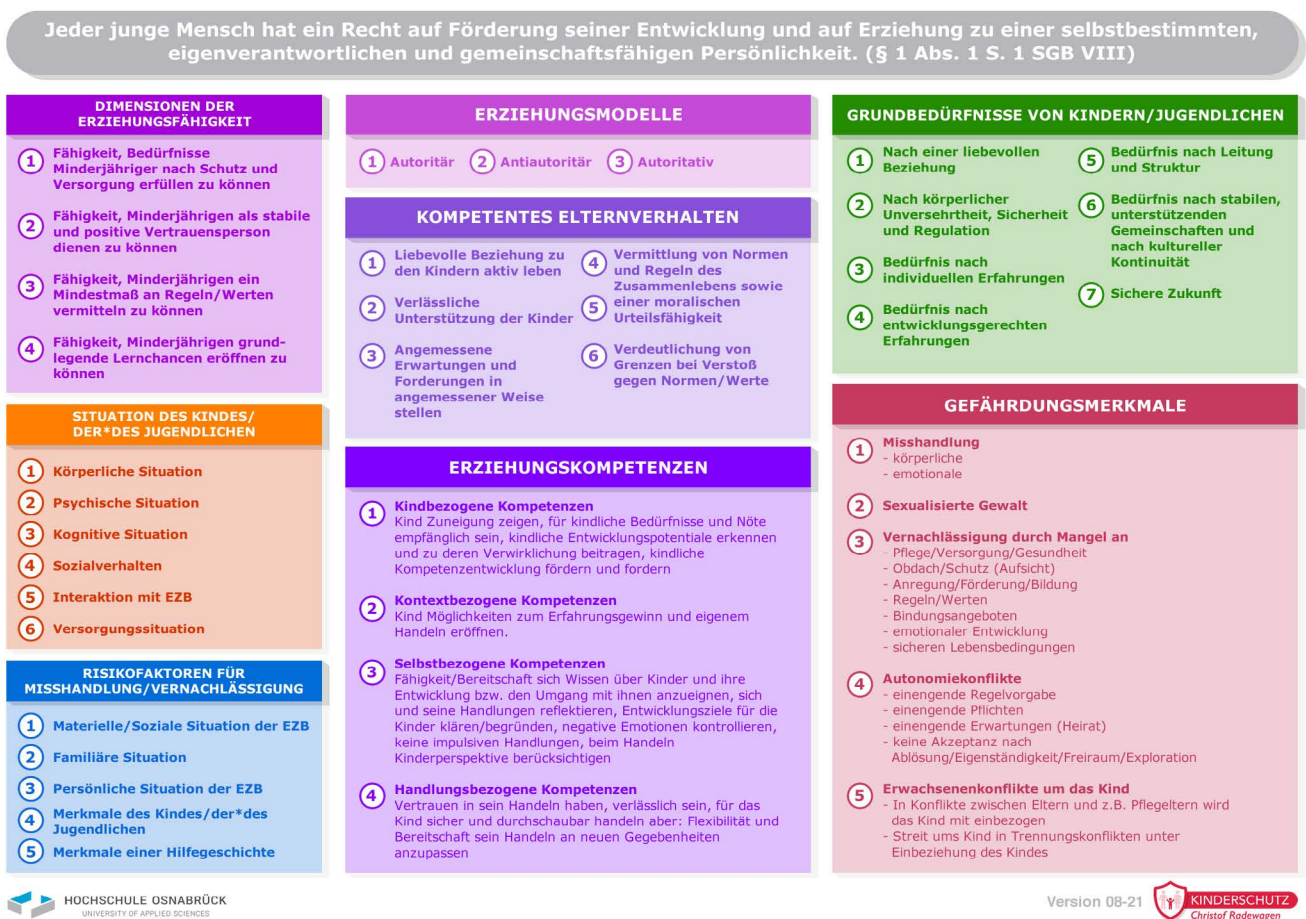 Jeder junge Mensch hat ein Recht auf Förderung seiner Entwicklung und auf Erziehung zu einer selbstbestimmten,
eigenverantwortlichen und gemeinschaftsfähigen Persönlichkeit. (§ 1 Abs. 1 S. 1 SGB VIII)
DIMENSIONEN DER
ERZIEHUNGSFÄHIGKEIT
1 Fähigkeit, Bedürfnisse
Minderjähriger nach Schutz und
Versorgung erfüllen zu können
2 Fähigkeit, Minderjährigen als stabile
und positive Vertrauensperson
dienen zu können
3 Fähigkeit, Minderjährigen ein
Mindestmaß an Regeln/Werten
vermitteln zu können
4 Fähigkeit, Minderjährigen grund-
legende Lernchancen eröffnen zu
können
SITUATION DES KINDES/
DER*DES JUGENDLICHEN
1 Körperliche Situation
2 Psychische Situation
3 Kognitive Situation
4 Sozialverhalten
5 Interaktion mit EZB
6 Versorgungssituation
RISIKOFAKTOREN FÜR
MISSHANDLUNG/VERNACHLÄSSIGUNG
1 Materielle/Soziale Situation der EZB
2 Familiäre Situation
3 Persönliche Situation der EZB
4 Merkmale des Kindes/der*des
Jugendlichen
5 Merkmale einer Hilfegeschichte
ERZIEHUNGSMODELLE
1 Autoritär 2 Antiautoritär 3 Autoritativ
KOMPETENTES ELTERNVERHALTEN
1 Liebevolle Beziehung zu
den Kindern aktiv leben
2 Verlässliche
Unterstützung der Kinder
3 Angemessene
Erwartungen und
Forderungen in
angemessener Weise
stellen
4 Vermittlung von Normen
und Regeln des
Zusammenlebens sowie
5 einer moralischen
Urteilsfähigkeit
6 Verdeutlichung von
Grenzen bei Verstoß
gegen Normen/Werte
ERZIEHUNGSKOMPETENZEN
1 Kindbezogene Kompetenzen
Kind Zuneigung zeigen, für kindliche Bedürfnisse und Nöte
empfänglich sein, kindliche Entwicklungspotentiale erkennen
und zu deren Verwirklichung beitragen, kindliche
Kompetenzentwicklung fördern und fordern
2 Kontextbezogene Kompetenzen
Kind Möglichkeiten zum Erfahrungsgewinn und eigenem
Handeln eröffnen.
3 Selbstbezogene Kompetenzen
Fähigkeit/Bereitschaft sich Wissen über Kinder und ihre
Entwicklung bzw. den Umgang mit ihnen anzueignen, sich
und seine Handlungen reflektieren, Entwicklungsziele für die
Kinder klären/begründen, negative Emotionen kontrollieren,
keine impulsiven Handlungen, beim Handeln
Kinderperspektive berücksichtigen
4 Handlungsbezogene Kompetenzen
Vertrauen in sein Handeln haben, verlässlich sein, für das
Kind sicher und durchschaubar handeln aber: Flexibilität und
Bereitschaft sein Handeln an neuen Gegebenheiten
anzupassen
GRUNDBEDÜRFNISSE VON KINDERN/JUGENDLICHEN
1 Nach einer liebevollen
Beziehung
2 Nach körperlicher
Unversehrtheit, Sicherheit
und Regulation
3 Bedürfnis nach
individuellen Erfahrungen
4 Bedürfnis nach
entwicklungsgerechten
Erfahrungen
5 Bedürfnis nach Leitung
und Struktur
6 Bedürfnis nach stabilen,
unterstützenden
Gemeinschaften und
nach kultureller
Kontinuität
7 Sichere Zukunft
GEFÄHRDUNGSMERKMALE
1 Misshandlung
- körperliche
- emotionale
2 Sexualisierte Gewalt
3 Vernachlässigung durch Mangel an
- Pflege/Versorgung/Gesundheit
- Obdach/Schutz (Aufsicht)
- Anregung/Förderung/Bildung
- Regeln/Werten
- Bindungsangeboten
- emotionaler Entwicklung
- sicheren Lebensbedingungen
4 Autonomiekonflikte
- einengende Regelvorgabe
- einengende Pflichten
- einengende Erwartungen (Heirat)
- keine Akzeptanz nach
Ablösung/Eigenständigkeit/Freiraum/Exploration
5 Erwachsenenkonflikte um das Kind
- In Konflikte zwischen Eltern und z.B. Pflegeltern wird
das Kind mit einbezogen
- Streit ums Kind in Trennungskonflikten unter
Einbeziehung des Kindes
HOCHSCHULE OSNABRÜCK
UNIVERSITY OF APPLIED SCIENCES
Version 08-21
KINDERSCHUTZ
Christof Radewagen